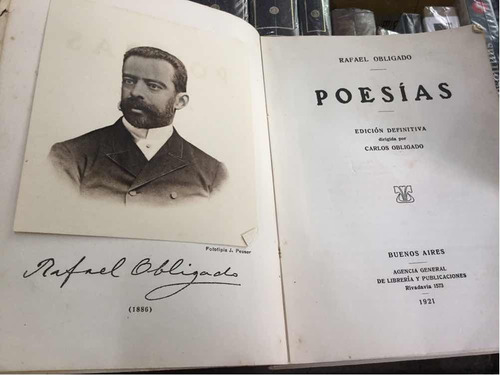 Fototipia J. Peuser
Rafael Obligado
(1886)
RAFAEL OBLIGADO
POESÍAS
EDICIÓN DEFINITIVA
dirigida por
CARLOS OBLIGADO
BUENOS AIRES
AGENCIA GENERAL
DE LIBRERÍA Y PUBLICACIONES
Rivadavia 1573
1921